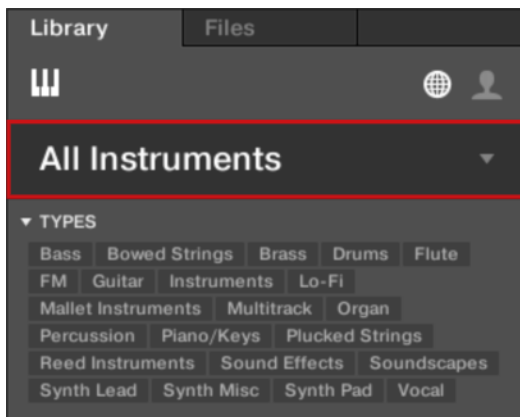 Library Files
All Instruments
TYPES
Bass Bowed Strings Brass Drums Flute
FM Guitar Instruments Lo-Fi
Mallet Instruments Multitrack Organ
Percussion Piano/Keys Plucked Strings
Reed Instruments Sound Effects Soundscapes
Synth Lead Synth Misc Synth Pad Vocal